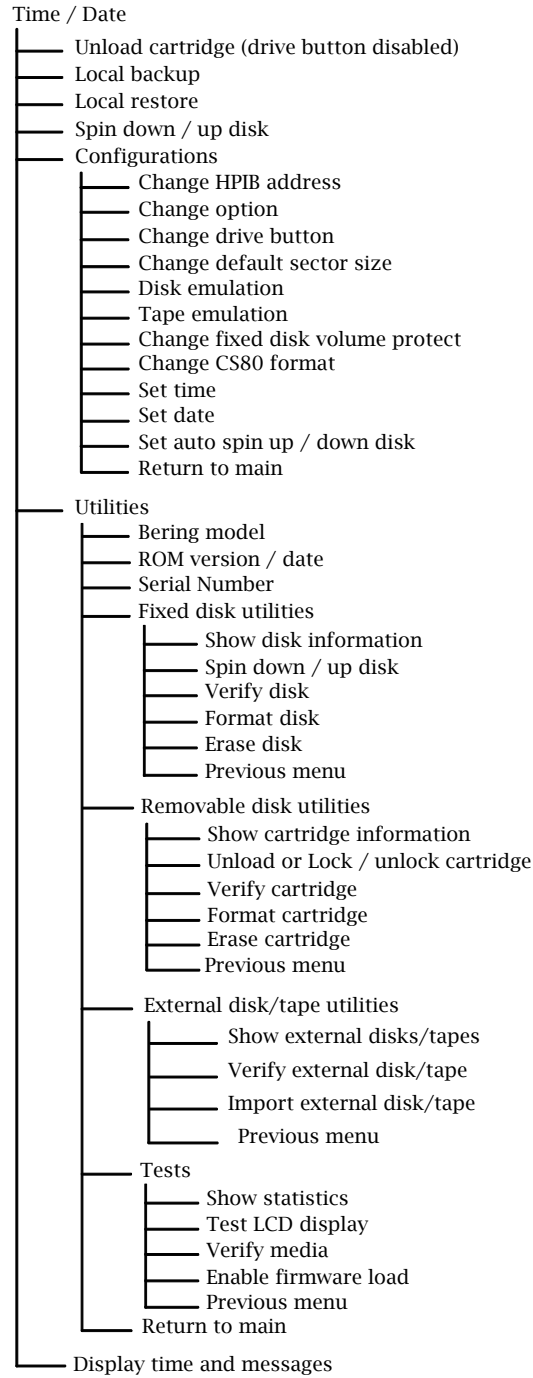 Time / Date
Unload cartridge (drive button disabled)
Local backup
Local restore
Spin down / up disk
Configurations
Change HPIB address
Change option
Change drive button
Change default sector size
Disk emulation
Tape emulation
Change fixed disk volume protect
Change CS80 format
Set time
Set date
Set auto spin up / down disk
Return to main
Utilities
Bering model
ROM version / date
Serial Number
Fixed disk utilities
Show disk information
Spin down / up disk
Verify disk
Format disk
Erase disk
Previous menu
Removable disk utilities
Show cartridge information
Unload or Lock / unlock cartridge
Verify cartridge
Format cartridge
Erase cartridge
Previous menu
External disk/tape utilities
Show external disks/tapes
Verify external disk/tape
Import external disk/tape
Previous menu
Tests
Show statistics
Test LCD display
Verify media
Enable firmware load
Previous menu
Return to main
Display time and messages